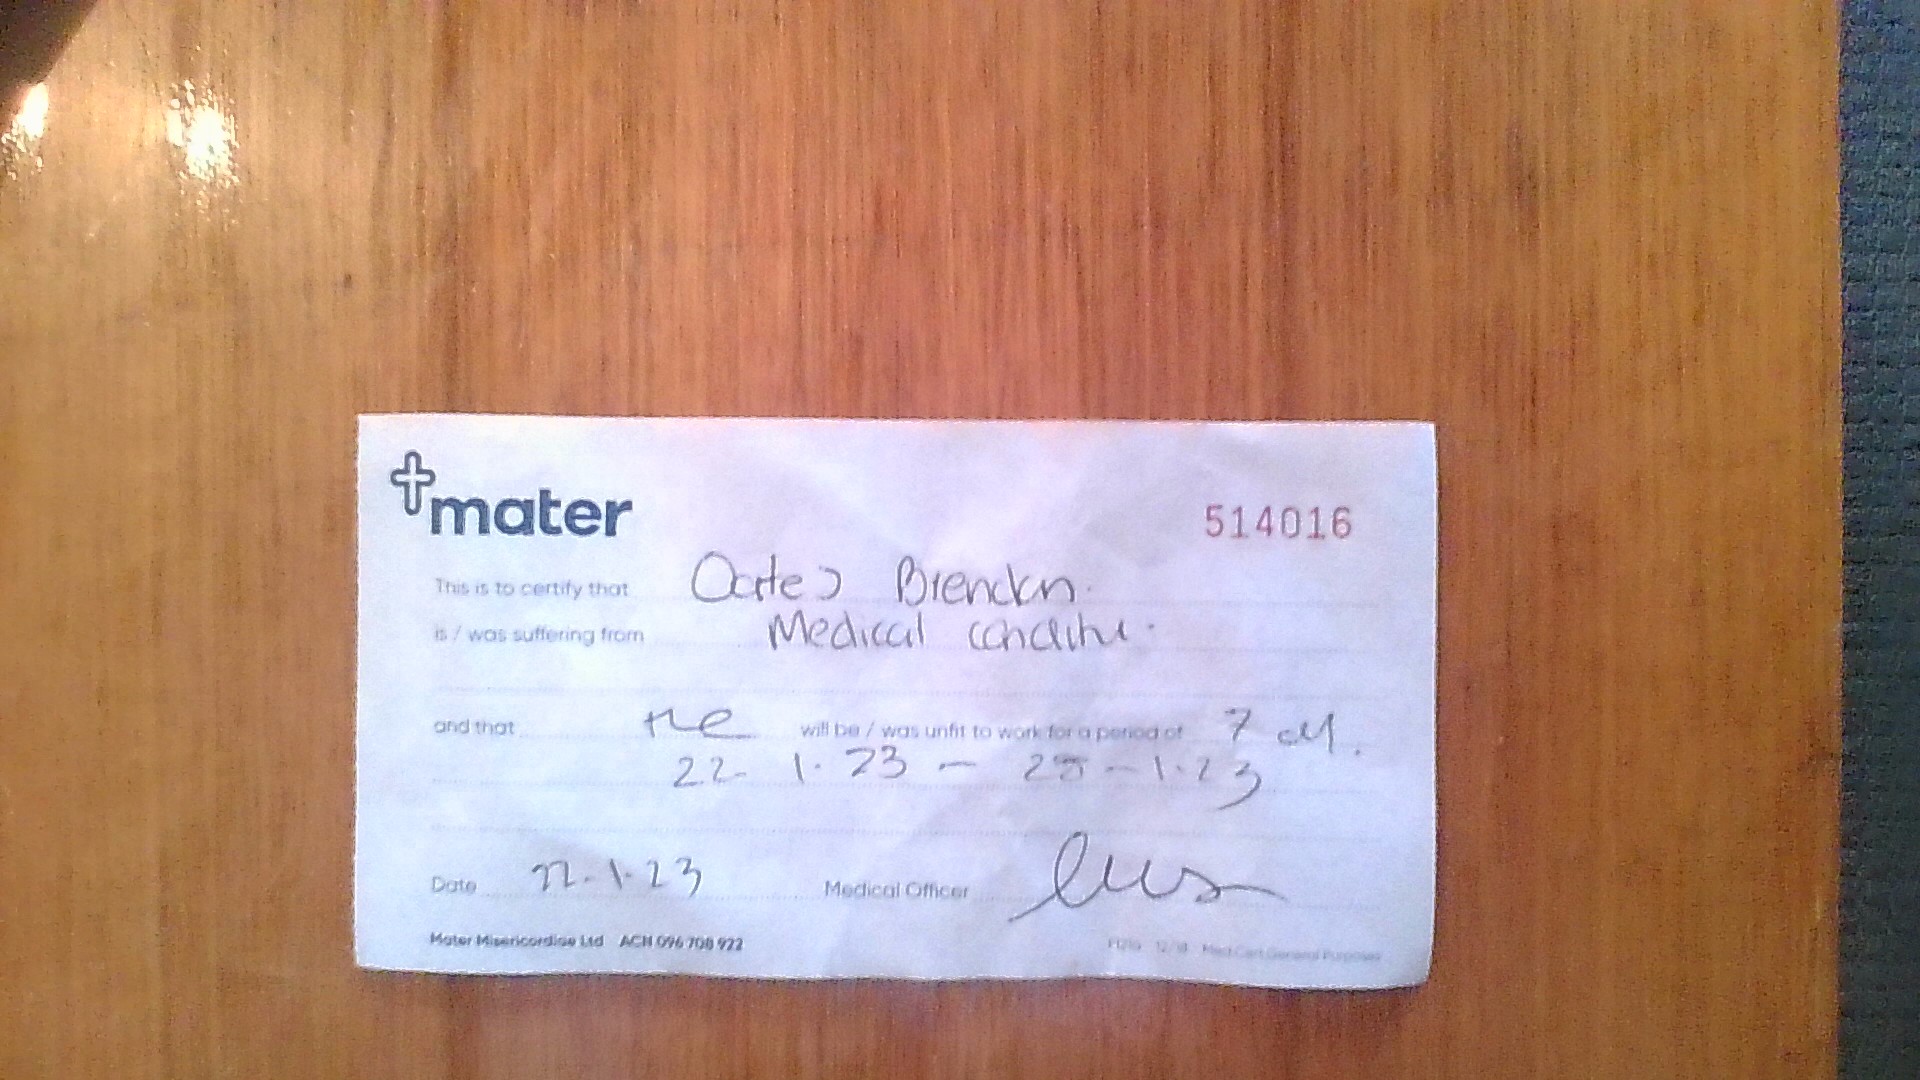 mater
514016
This is to certify that Oates Brendan.
is / was suffering from Medical condition.
and that He will be / was unfit to work for a period of 7
22.1.23 - 28-1.23
Date 22.1.23 Medical Officer
Mater Misericordiae Ltd ACN 096 708 922
12/18 Med Cert General Purposes